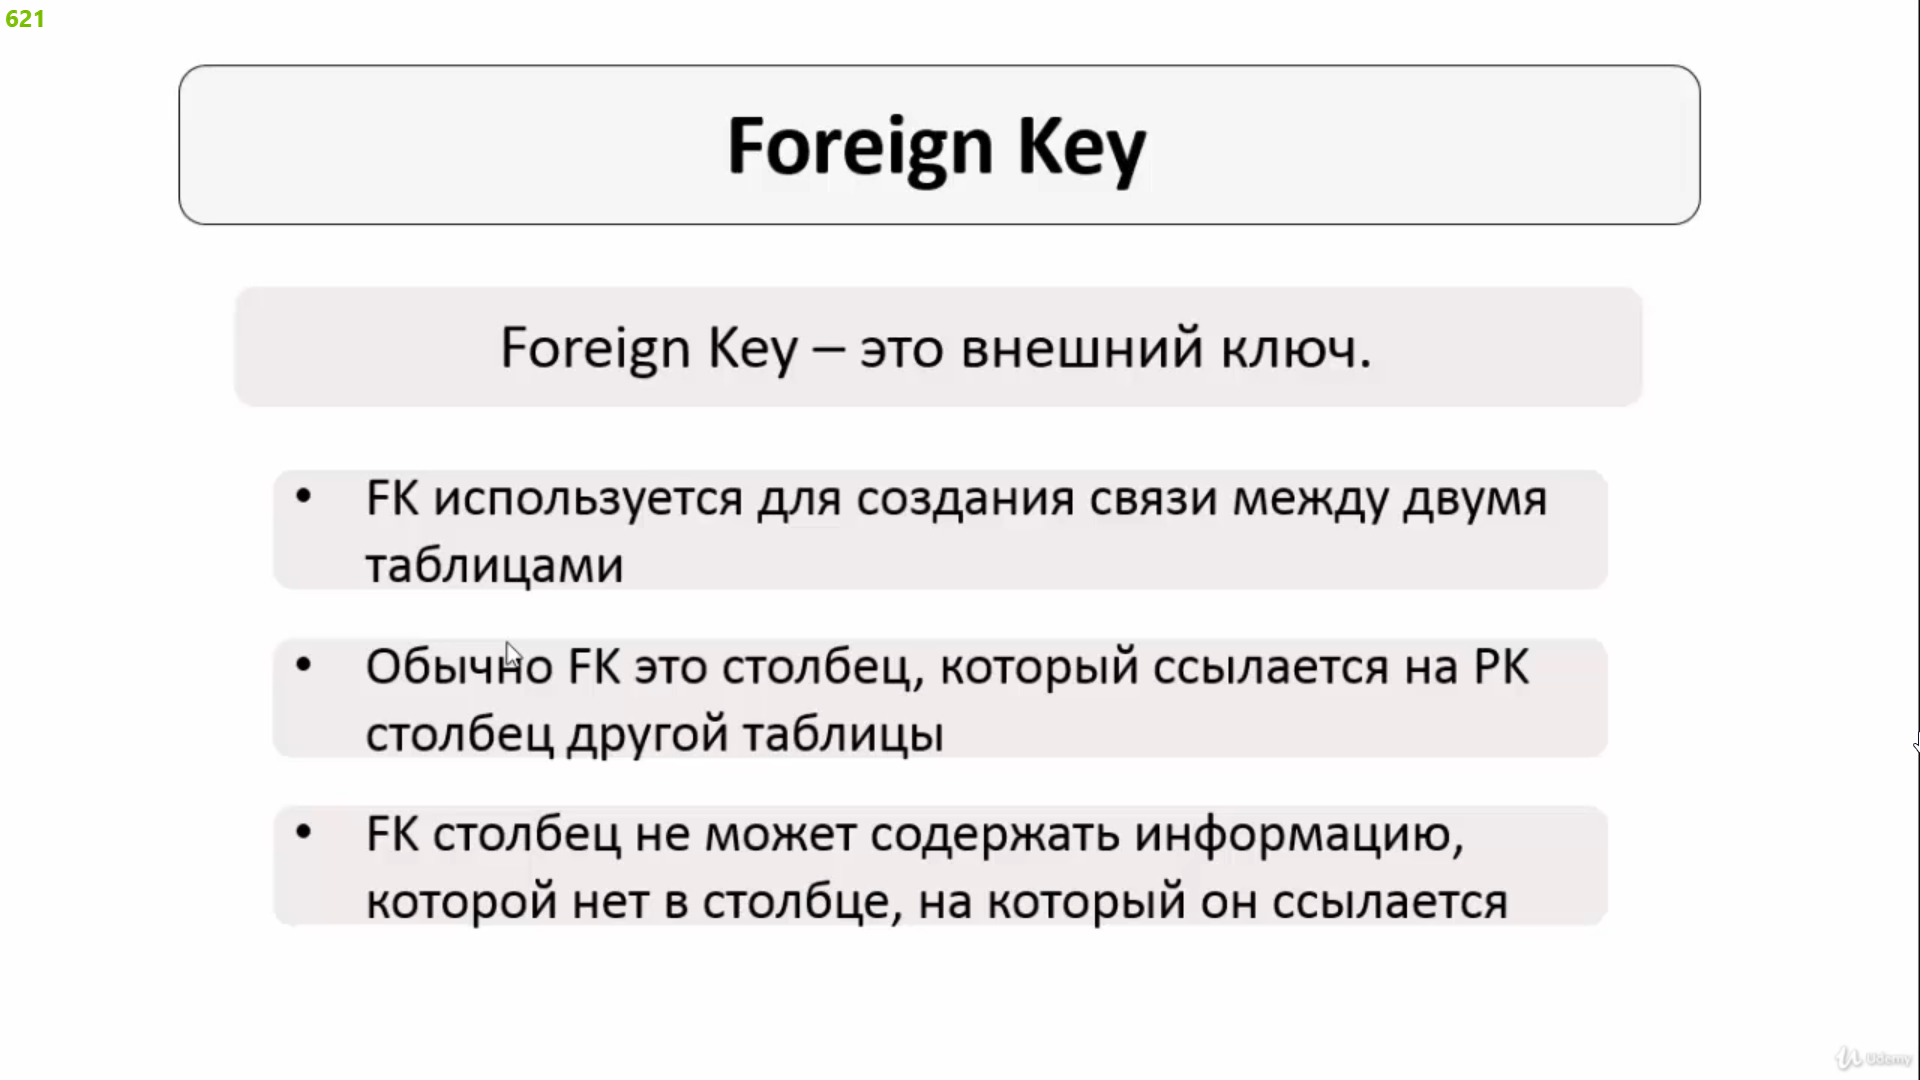 621
Foreign Key
Foreign Key – это внешний ключ.
• FK используется для создания связи между двумя
таблицами
• Обычно FK это столбец, который ссылается на PK
столбец другой таблицы
• FK столбец не может содержать информацию,
которой нет в столбце, на который он ссылается
Udemy